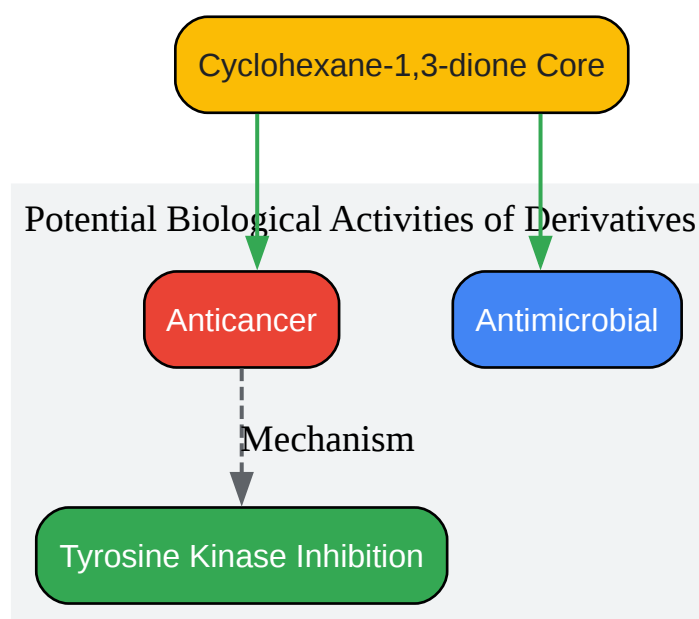 Cyclohexane-1,3-dione Core
Potential Biological Activities of Derivatives
Anticancer
Antimicrobial
Mechanism
Tyrosine Kinase Inhibition